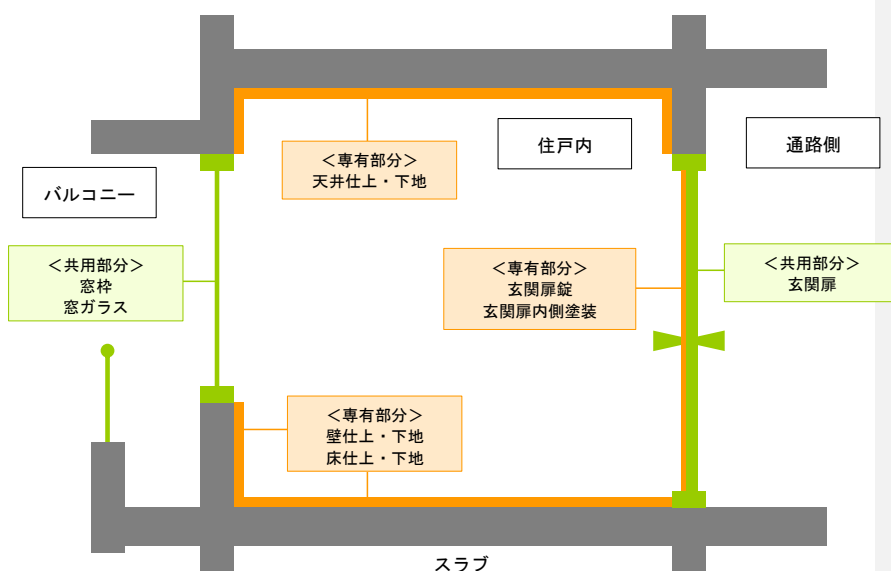 住戸内
通路側
＜専有部分＞
天井仕上・下地
バルコニー
＜共用部分＞
窓枠
窓ガラス
＜専有部分＞
玄関扉錠
玄関扉内側塗装
＜共用部分＞
玄関扉
＜専有部分＞
壁仕上・下地
床仕上・下地
スラブ